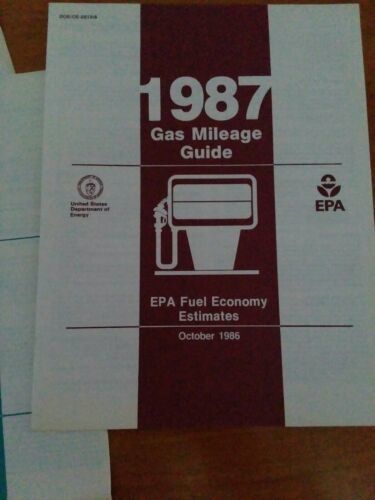 1987
Gas Mileage
Guide
United States
Department of
Energy
EPA
EPA Fuel Economy
Estimates
October 1986